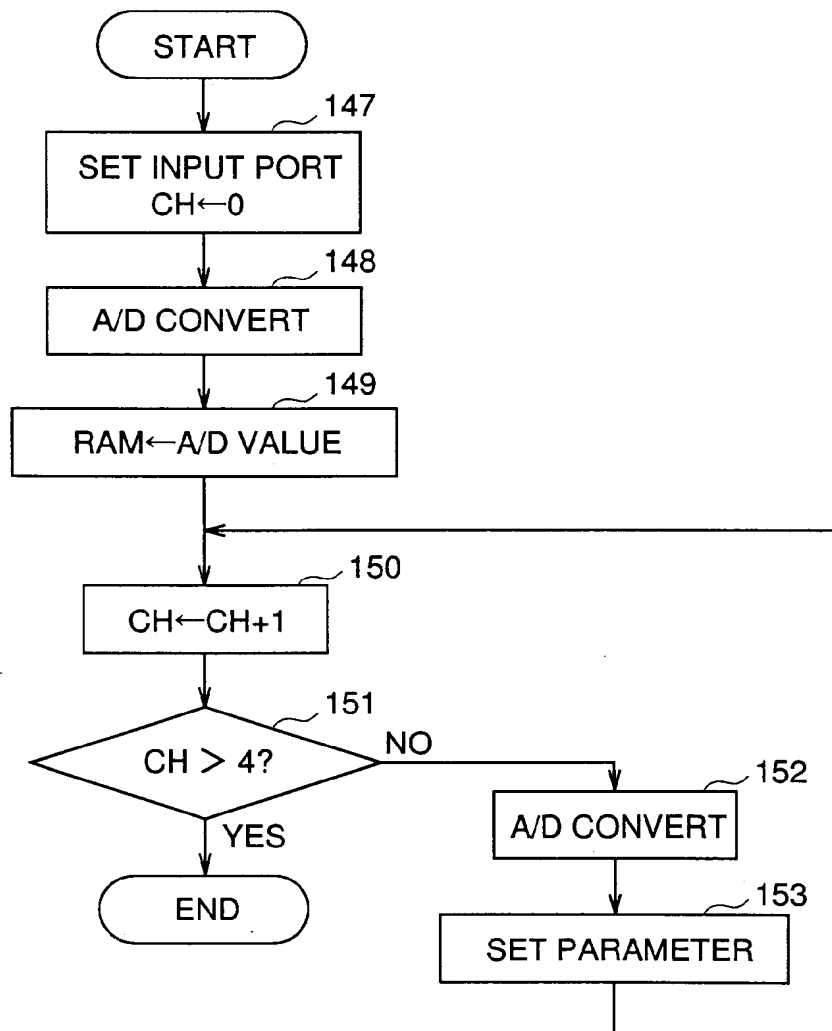 START
147
SET INPUT PORT
CH←0
148
A/D CONVERT
149
RAM←A/D VALUE
150
CH←CH+1
151
CH > 4?
NO
YES
END
152
A/D CONVERT
153
SET PARAMETER